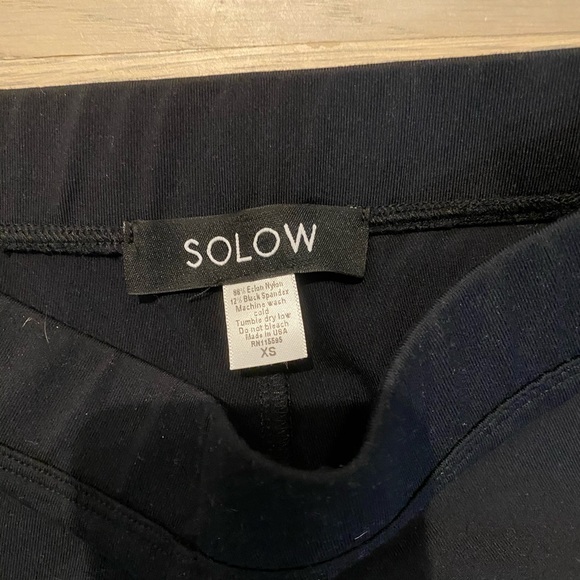 SOLOW
88% Eclon Nylon
12% Black Spandex
Machine wash
cold
Tumble dry low
Do not bleach
Made in USA
RN115595
XS